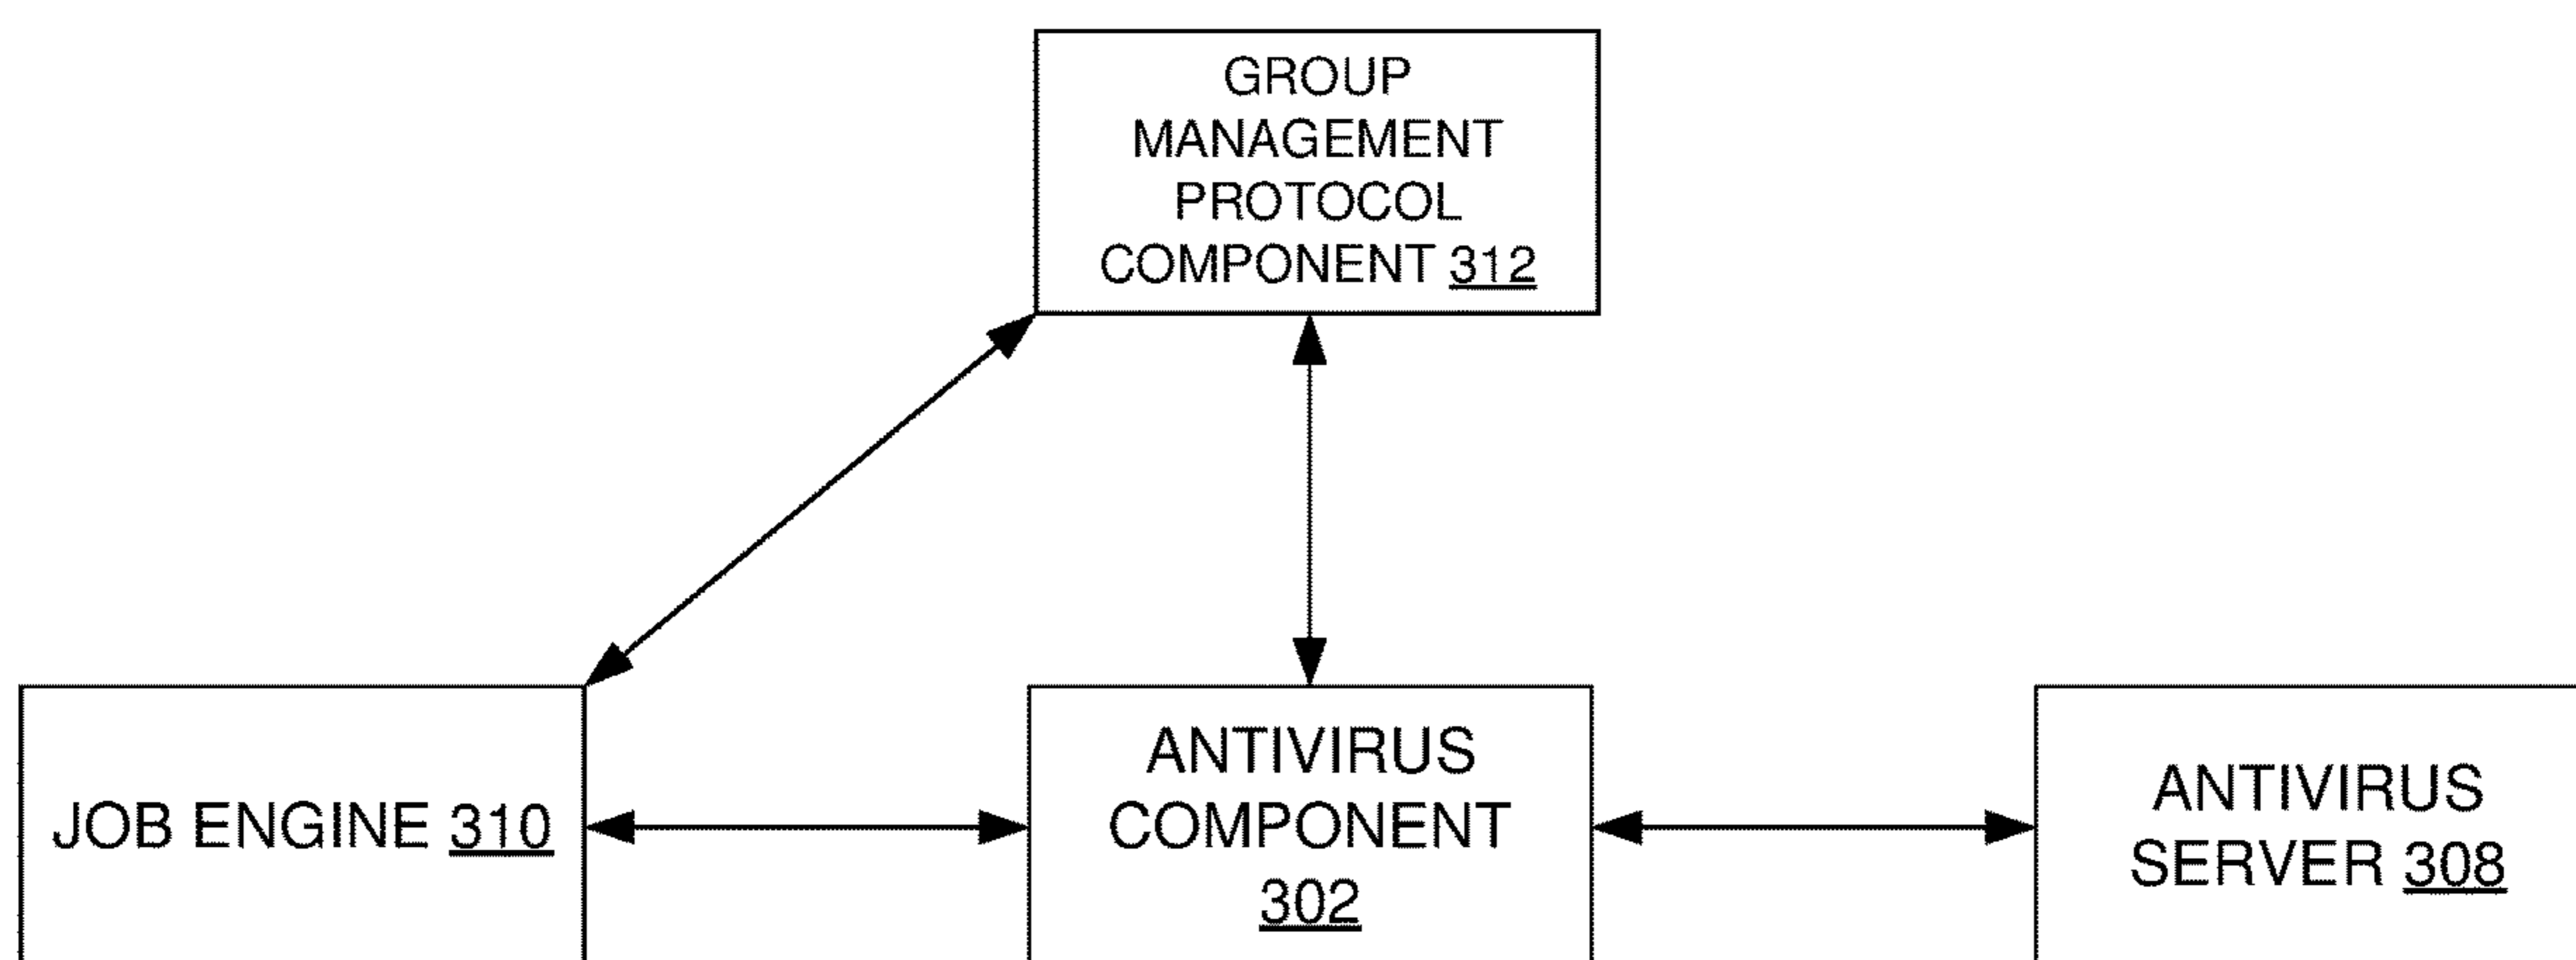 GROUP
MANAGEMENT
PROTOCOL
COMPONENT 312
JOB ENGINE 310
ANTIVIRUS
COMPONENT
302
ANTIVIRUS
SERVER 308